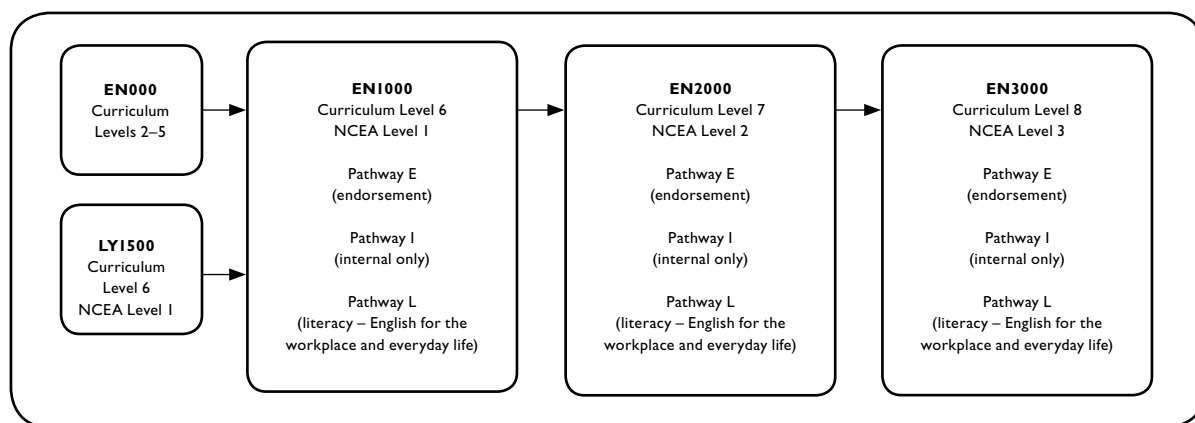 EN000
Curriculum
Levels 2–5
LY1500
Curriculum
Level 6
NCEA Level 1
EN1000
Curriculum Level 6
NCEA Level 1
Pathway E
(endorsement)
Pathway I
(internal only)
Pathway L
(literacy – English for the
workplace and everyday life)
EN2000
Curriculum Level 7
NCEA Level 2
Pathway E
(endorsement)
Pathway I
(internal only)
Pathway L
(literacy – English for the
workplace and everyday life)
EN3000
Curriculum Level 8
NCEA Level 3
Pathway E
(endorsement)
Pathway I
(internal only)
Pathway L
(literacy – English for the
workplace and everyday life)